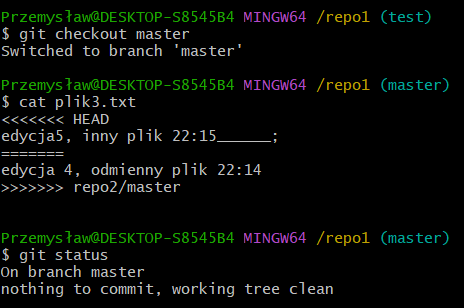 Przemysław@DESKTOP-S8545B4 MINGW64 /repo1 (test)
$ git checkout master
Switched to branch 'master'
Przemysław@DESKTOP-S8545B4 MINGW64 /repo1 (master)
$ cat plik3.txt
<<<<<<< HEAD
edycja5, inny plik 22:15______;
=======
edycja 4, odmienny plik 22:14
>>>>>>> repo2/master
Przemysław@DESKTOP-S8545B4 MINGW64 /repo1 (master)
$ git status
On branch master
nothing to commit, working tree clean